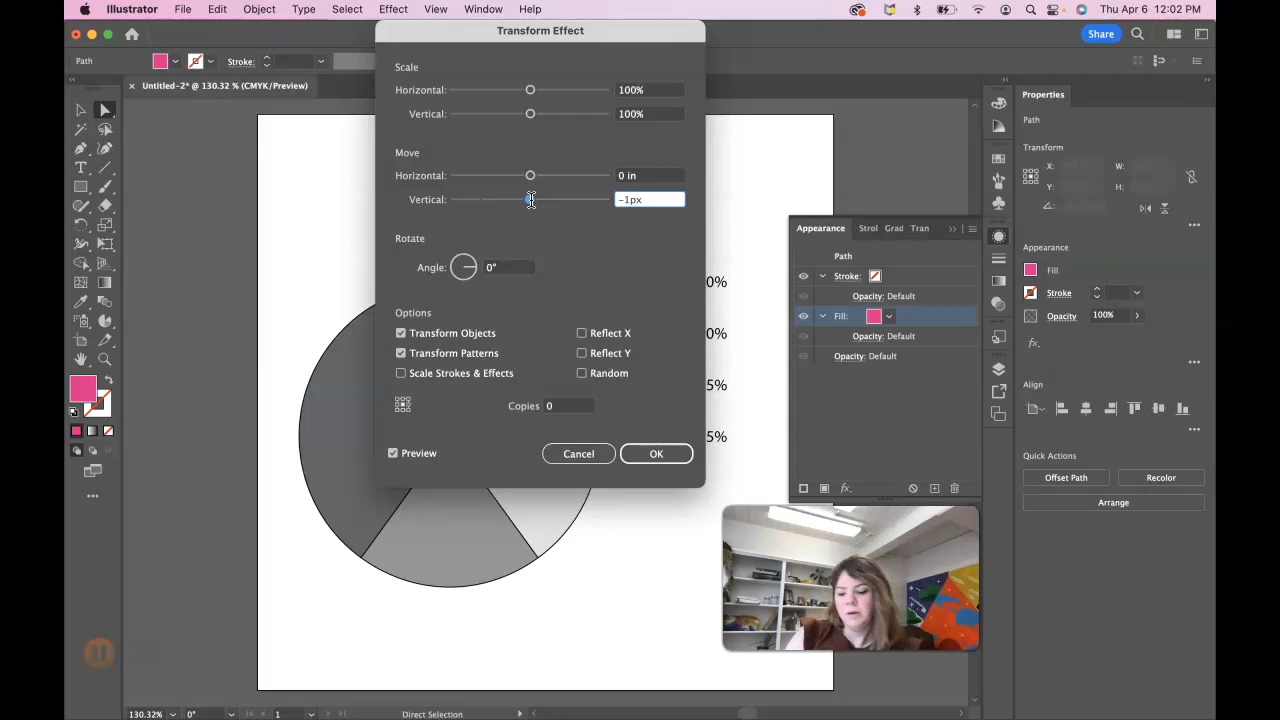 Illustrator File Edit Object Type Select Effect View Window Help
Thu Apr 6 12:02 PM
Share
Path
Stroke:
Untitled-2* @ 130.32 % (CMYK/Preview)
Transform Effect
Scale
Horizontal: 100%
Vertical: 100%
Move
Horizontal: 0 in
Vertical: -1px
Rotate
Angle: 0°
Options
Transform Objects
Reflect X
Transform Patterns
Reflect Y
Scale Strokes & Effects
Random
Copies 0
Preview
Cancel
OK
0%
0%
5%
5%
Appearance Strol Grad Tran
Path
Stroke:
Opacity: Default
Fill:
Opacity: Default
Opacity: Default
fx.
Properties
Path
Transform
X:
W:
Y:
H:
Appearance
Fill
Stroke
Opacity 100%
fx.
Align
Quick Actions
Offset Path
Recolor
Arrange
130.32%
0°
1
Direct Selection